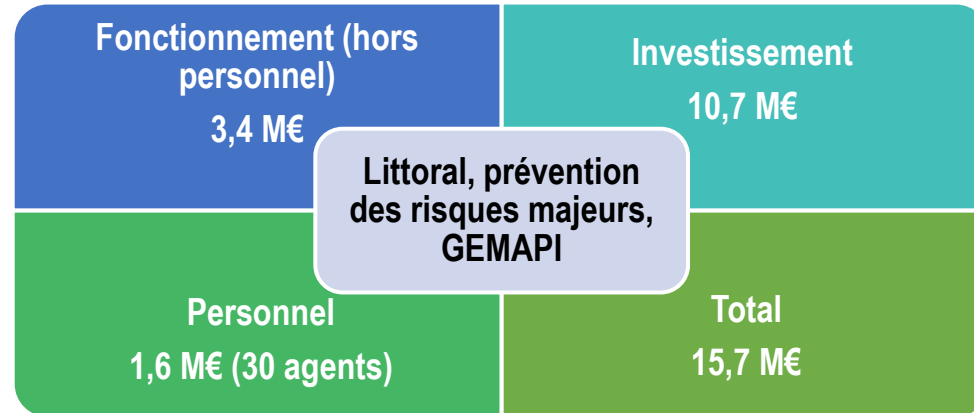 Fonctionnement (hors
personnel)
3,4 M€
Investissement
10,7 M€
Littoral, prévention
des risques majeurs,
GEMAPI
Personnel
1,6 M€ (30 agents)
Total
15,7 M€